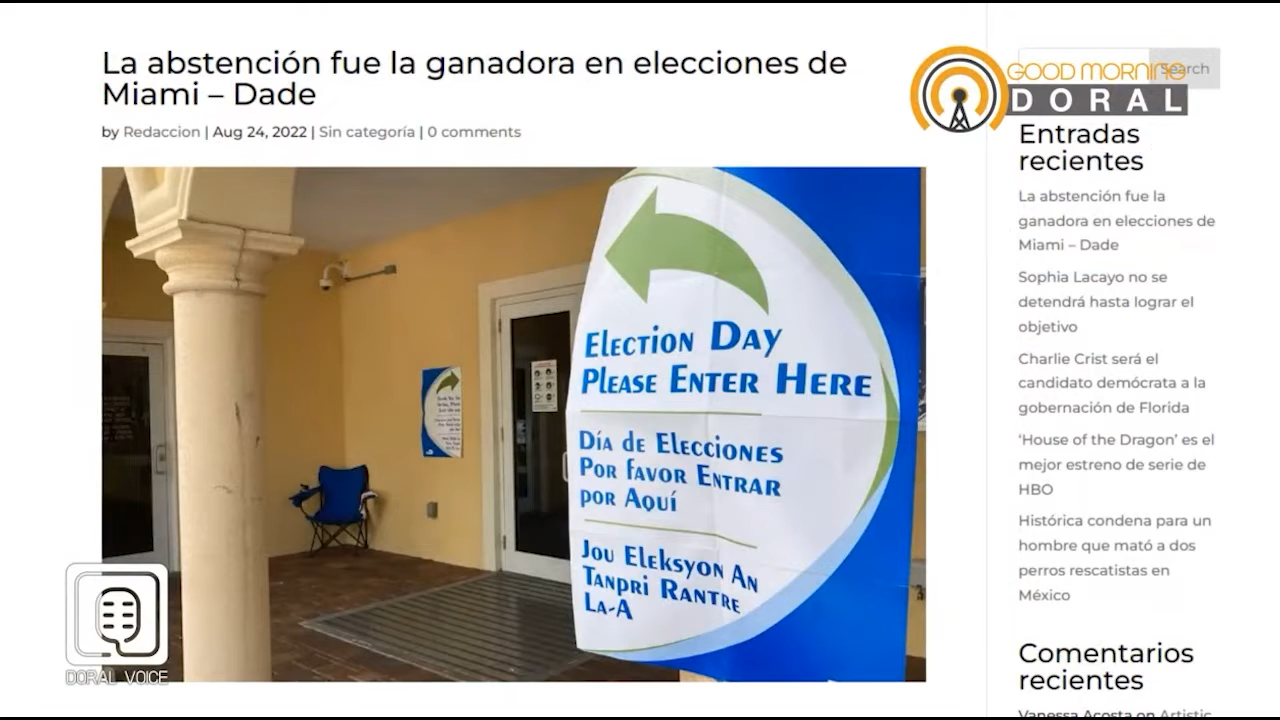 La abstención fue la ganadora en elecciones de
Miami – Dade
by Redaccion | Aug 24, 2022 | Sin categoría | 0 comments
GOOD MORNING
DORAL
Search
ELECTION DAY
PLEASE ENTER HERE
DÍA DE ELECCIONES
POR FAVOR ENTRAR
POR AQUÍ
JOU ELEKSYON AN
TANPRI RANTRE
LA-A
DORAL VOICE
Entradas
recientes
La abstención fue la
ganadora en elecciones de
Miami – Dade
Sophia Lacayo no se
detendrá hasta lograr el
objetivo
Charlie Crist será el
candidato demócrata a la
gobernación de Florida
‘House of the Dragon’ es el
mejor estreno de serie de
HBO
Histórica condena para un
hombre que mató a dos
perros rescatistas en
México
Comentarios
recientes
Vanessa Acosta on Artistic